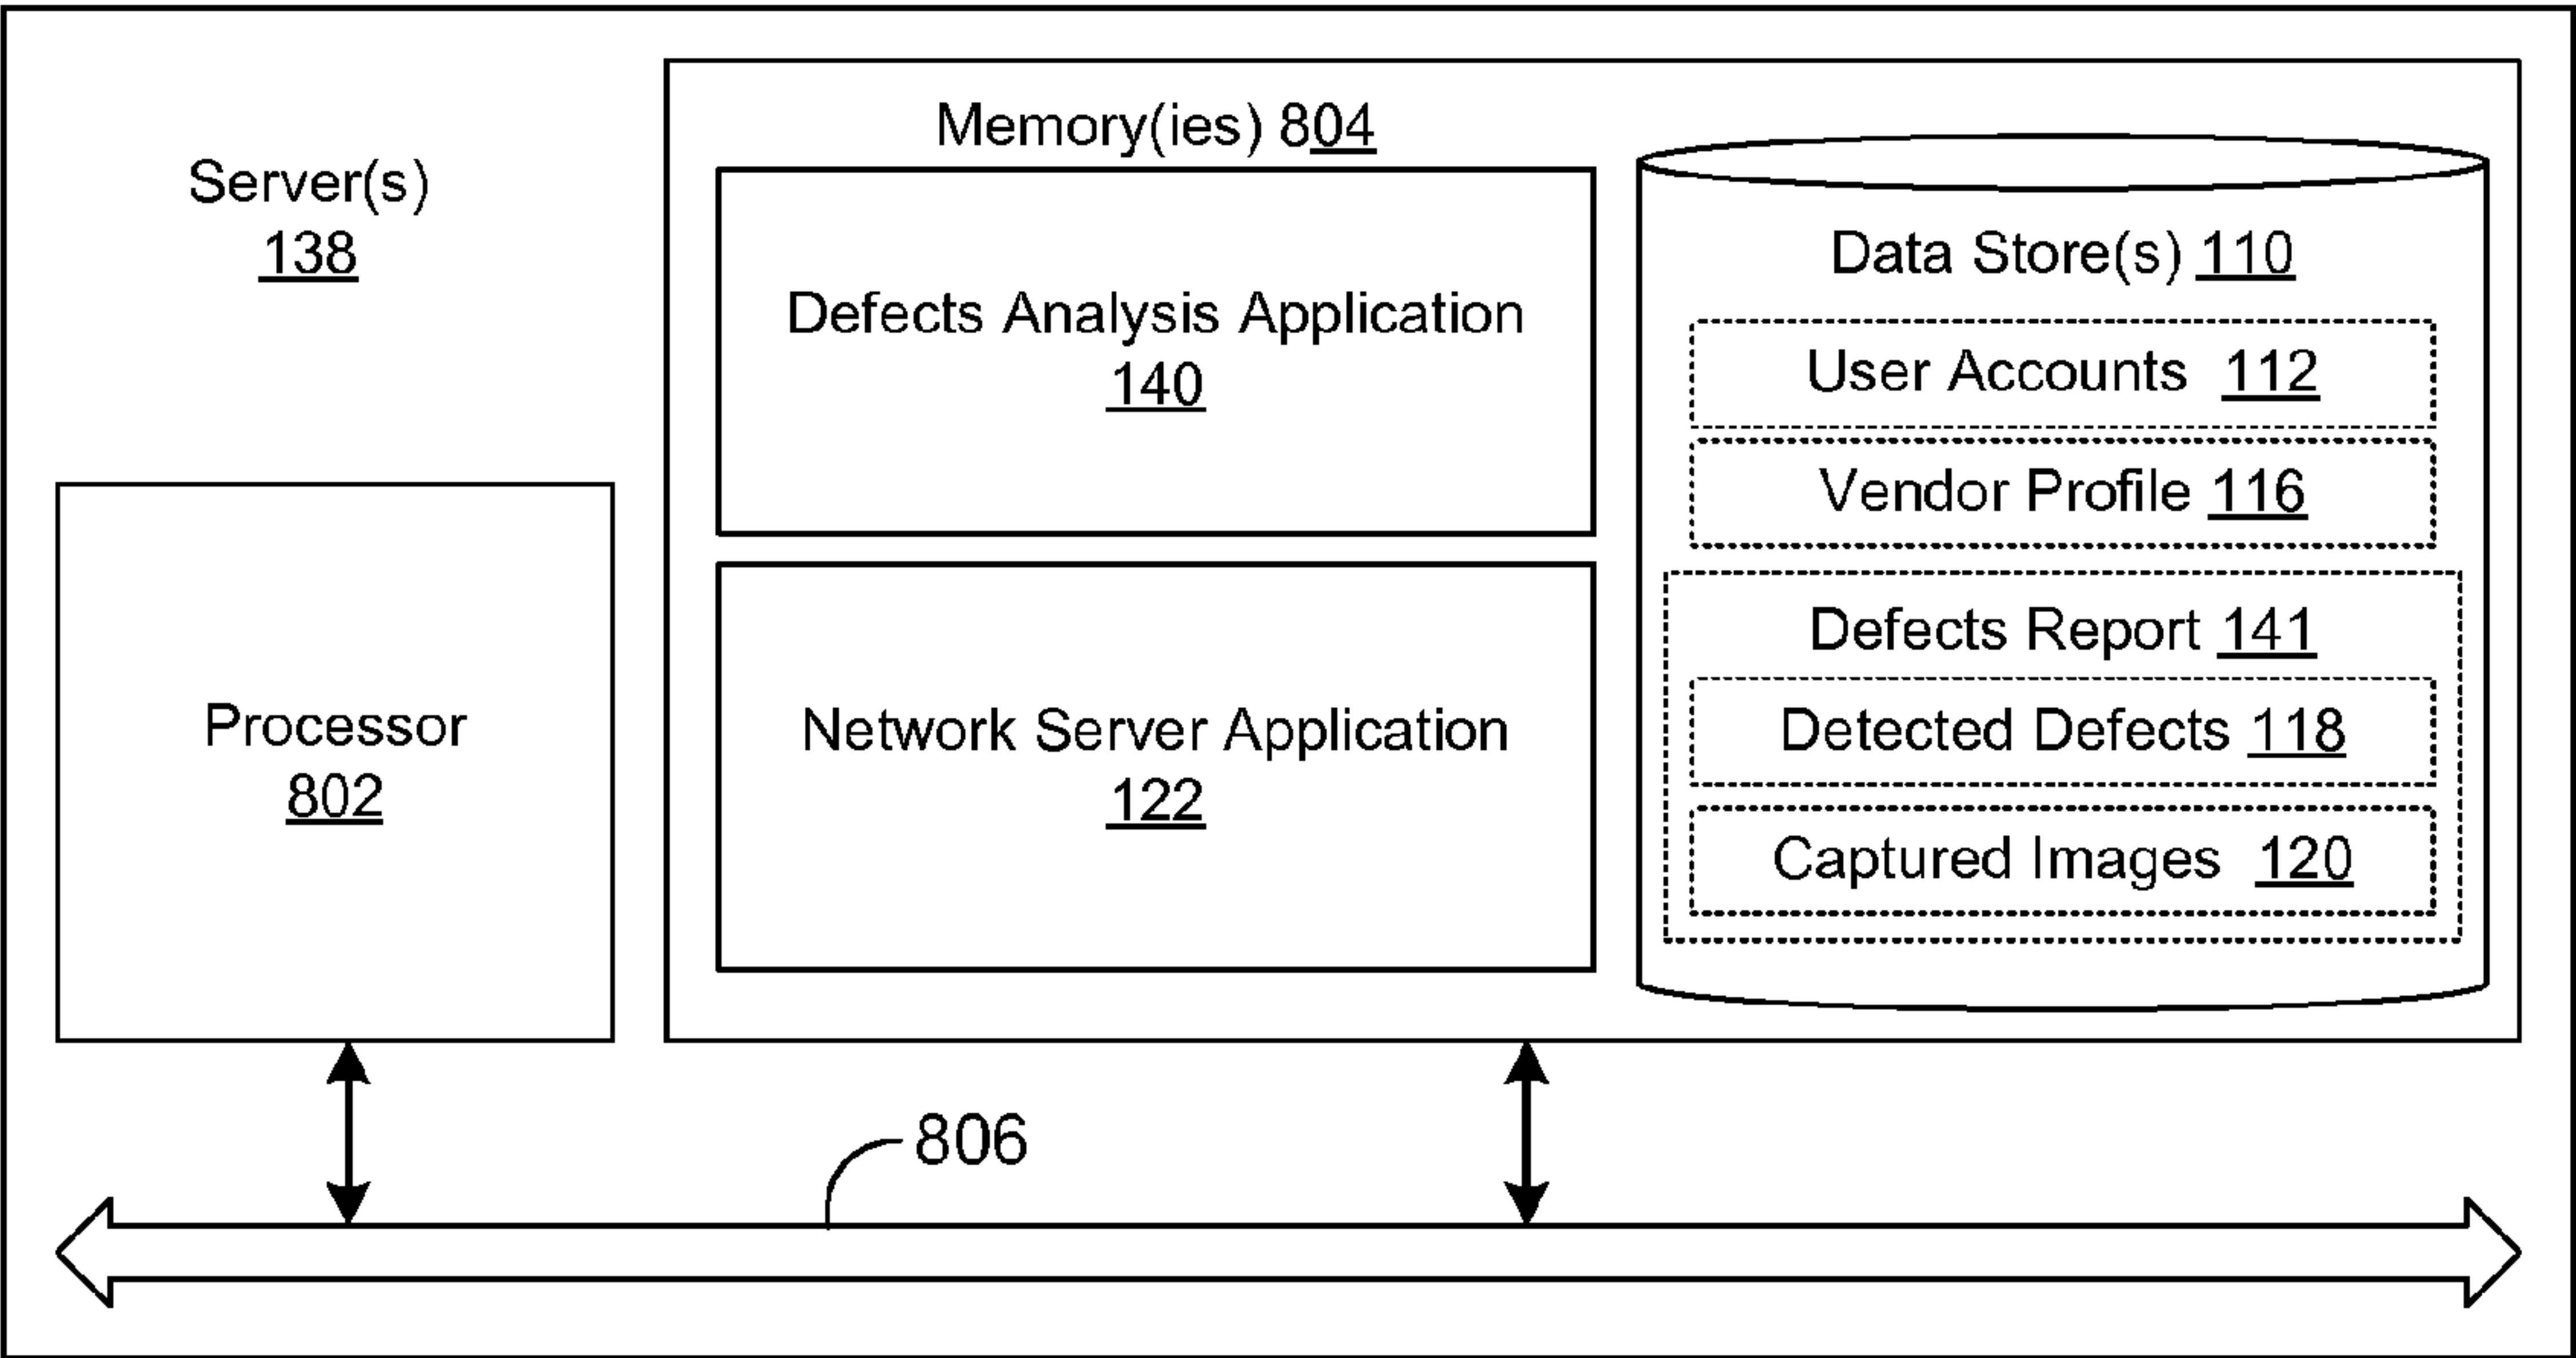 Server(s)
138
Processor
802
Memory(ies) 804
Defects Analysis Application
140
Network Server Application
122
Data Store(s) 110
User Accounts 112
Vendor Profile 116
Defects Report 141
Detected Defects 118
Captured Images 120
806